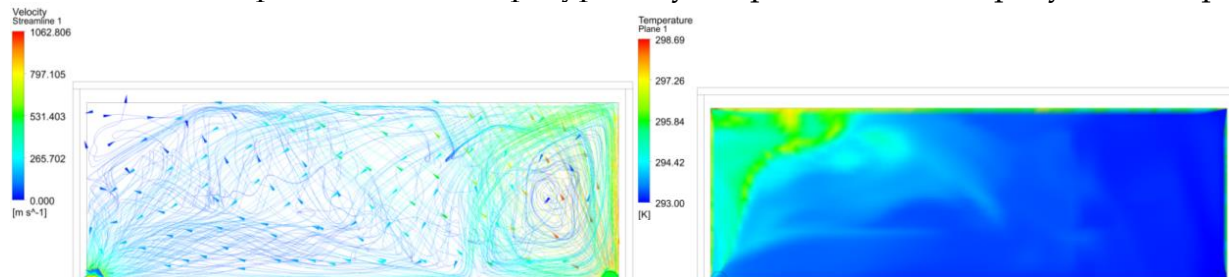 Velocity
Streamline 1
1062.806
797.105
531.403
265.702
0.000
[m s^-1]
Temperature
Plane 1
298.69
297.26
295.84
294.42
293.00
[K]